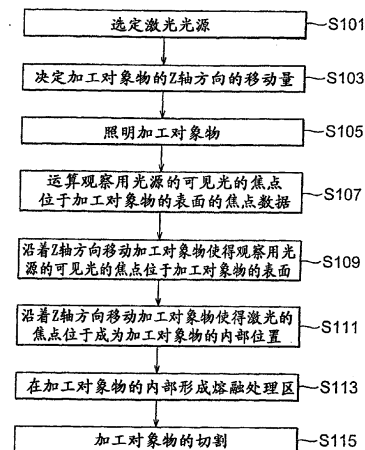 选定激光光源
S101
决定加工对象物的Z轴方向的移动量
S103
照明加工对象物
S105
运算观察用光源的可见光的焦点
位于加工对象物的表面的焦点数据
S107
沿着Z轴方向移动加工对象物使得观察用光
源的可见光的焦点位于加工对象物的表面
S109
沿着Z轴方向移动加工对象物使得激光的
焦点位于成为加工对象物的内部位置
S111
在加工对象物的内部形成熔融处理区
S113
加工对象物的切割
S115